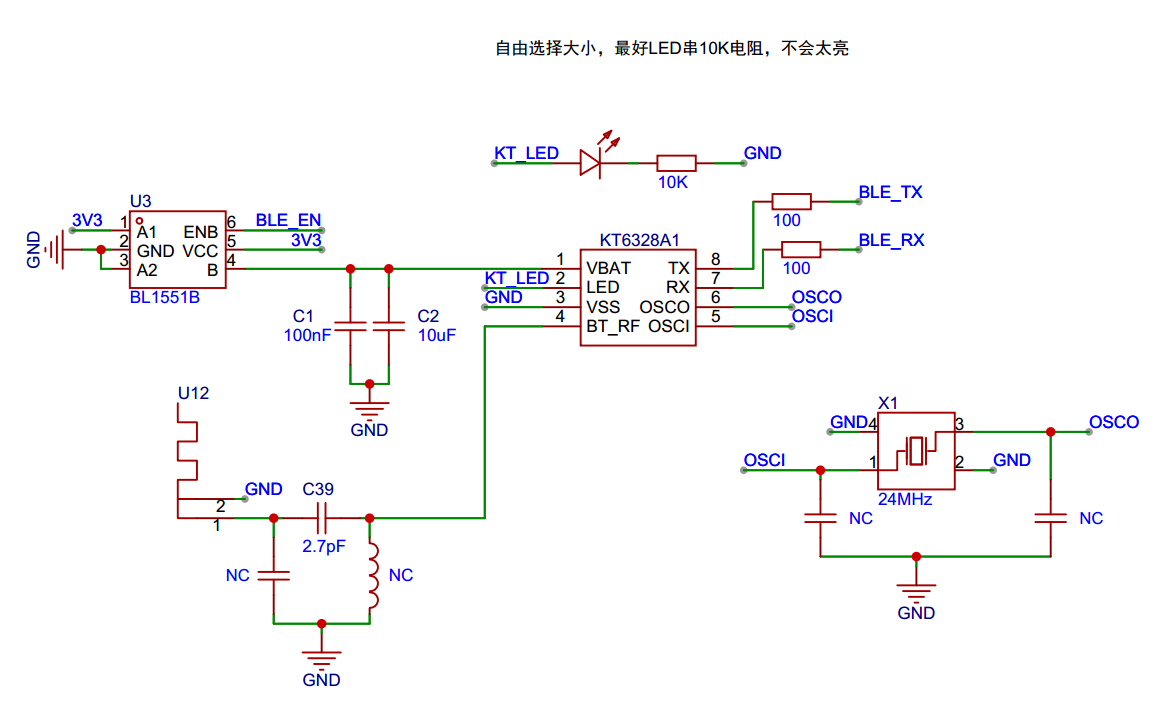 自由选择大小，最好LED串10K电阻，不会太亮
KT_LED
GND
10K
BLE_TX
100
BLE_RX
100
U3
3V3
1
A1
ENB
6
BLE_EN
GND
2
GND
VCC
5
3V3
3
A2
B
4
BL1551B
KT6328A1
1
VBAT
TX
8
KT_LED
2
LED
RX
7
GND
3
VSS
OSCO
6
OSCO
4
BT_RF
OSCI
5
OSCI
C1
100nF
C2
10uF
GND
U12
GND
2
1
C39
2.7pF
NC
NC
GND
X1
GND
4
3
OSCO
OSCI
1
2
GND
24MHz
NC
NC
GND